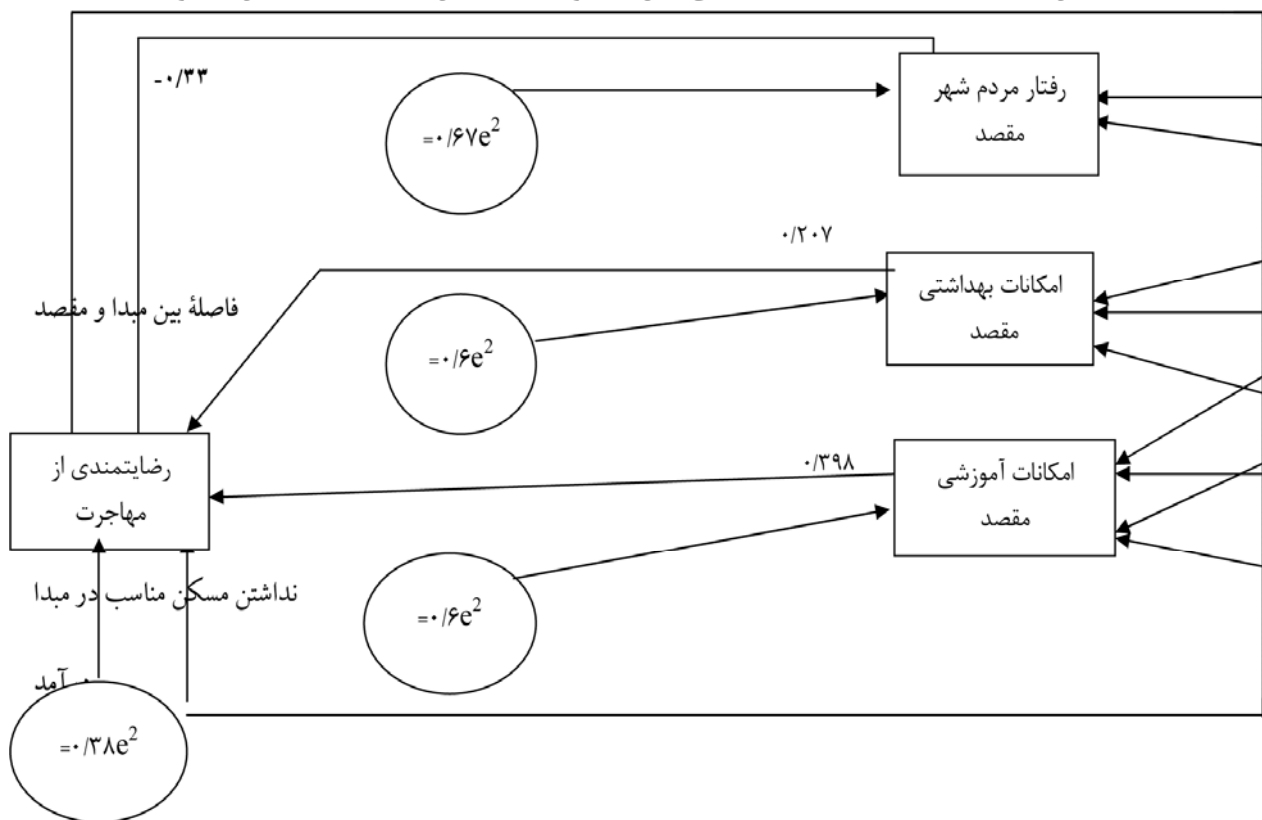 رفتار مردم شهر
مقصد
-۰/۳۳
=۰/۶۷e²
۰/۲۰۷
امکانات بهداشتی
مقصد
فاصلهٔ بین مبدا و مقصد
=۰/۶e²
۰/۳۹۸
امکانات آموزشی
مقصد
رضایتمندی از
مهاجرت
نداشتن مسکن مناسب در مبدا
=۰/۶e²
=۰/۳۸e²